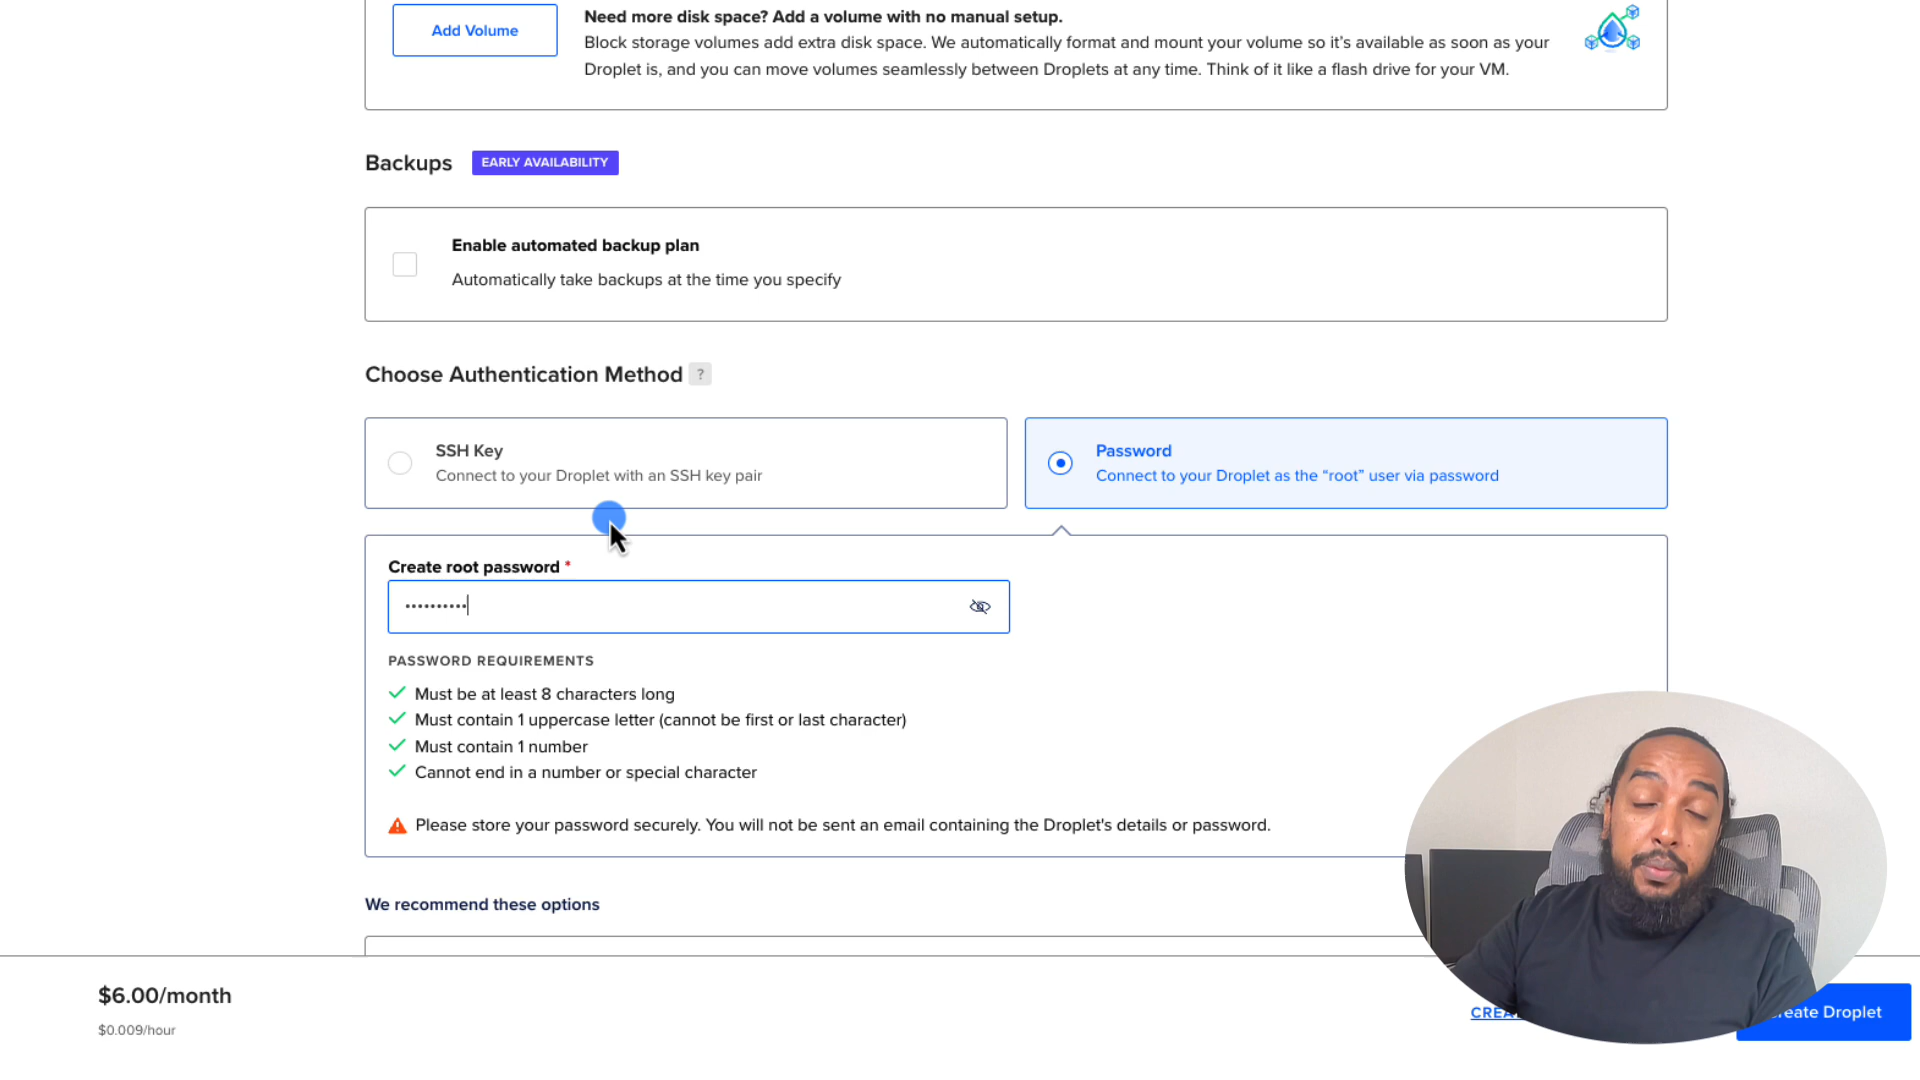 Add Volume
Need more disk space? Add a volume with no manual setup.
Block storage volumes add extra disk space. We automatically format and mount your volume so it's available as soon as your
Droplet is, and you can move volumes seamlessly between Droplets at any time. Think of it like a flash drive for your VM.
Backups
EARLY AVAILABILITY
Enable automated backup plan
Automatically take backups at the time you specify
Choose Authentication Method ?
SSH Key
Connect to your Droplet with an SSH key pair
Password
Connect to your Droplet as the “root” user via password
Create root password *
PASSWORD REQUIREMENTS
Must be at least 8 characters long
Must contain 1 uppercase letter (cannot be first or last character)
Must contain 1 number
Cannot end in a number or special character
Please store your password securely. You will not be sent an email containing the Droplet's details or password.
We recommend these options
$6.00/month
$0.009/hour
Droplet